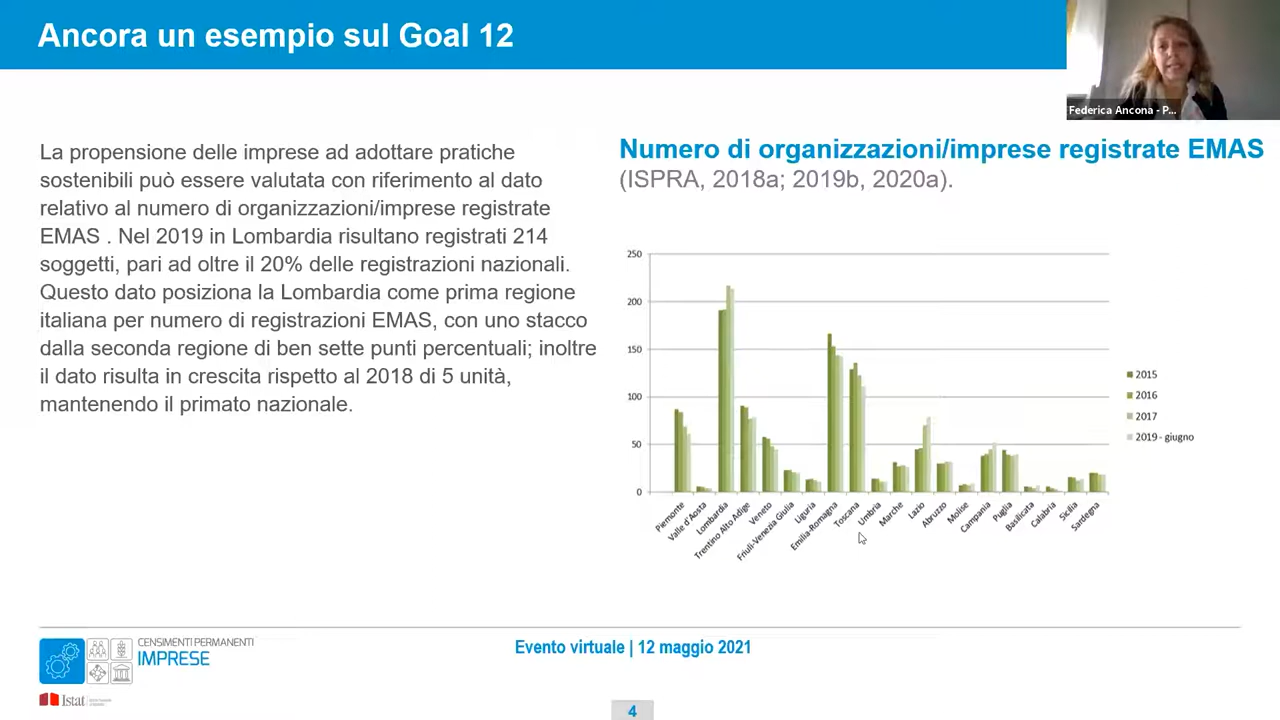 Ancora un esempio sul Goal 12
Federica Ancona - P...
La propensione delle imprese ad adottare pratiche
sostenibili può essere valutata con riferimento al dato
relativo al numero di organizzazioni/imprese registrate
EMAS . Nel 2019 in Lombardia risultano registrati 214
soggetti, pari ad oltre il 20% delle registrazioni nazionali.
Questo dato posiziona la Lombardia come prima regione
italiana per numero di registrazioni EMAS, con uno stacco
dalla seconda regione di ben sette punti percentuali; inoltre
il dato risulta in crescita rispetto al 2018 di 5 unità,
mantenendo il primato nazionale.
Numero di organizzazioni/imprese registrate EMAS
(ISPRA, 2018a; 2019b, 2020a).
250
200
150
100
50
0
Piemonte
Valle d'Aosta
Lombardia
Trentino Alto Adige
Veneto
Friuli-Venezia Giulia
Liguria
Emilia-Romagna
Toscana
Umbria
Marche
Lazio
Abruzzo
Molise
Campania
Puglia
Basilicata
Calabria
Sicilia
Sardegna
2015
2016
2017
2019 - giugno
CENSIMENTI PERMANENTI
IMPRESE
Istat
Evento virtuale | 12 maggio 2021
4